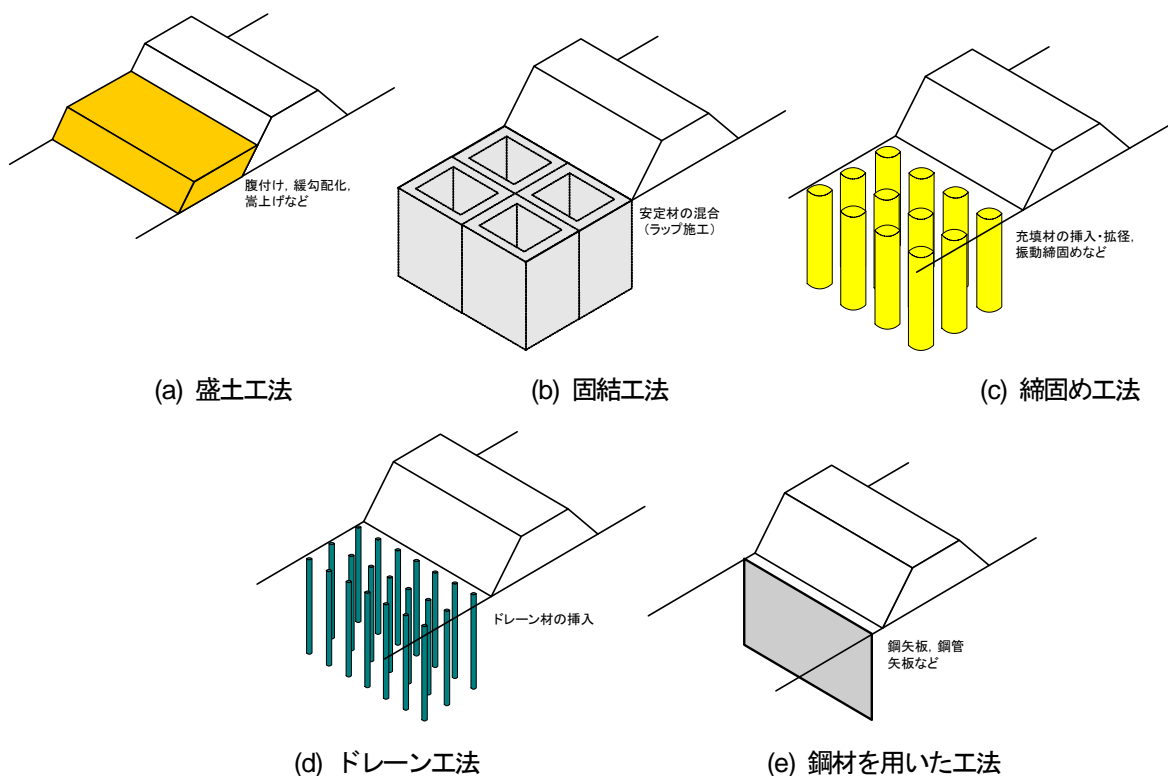 腹付け,緩勾配化,
嵩上げなど
安定材の混合
(ラップ施工)
充填材の挿入・拡径,
振動締固めなど
(a) 盛土工法
(b) 固結工法
(c) 締固め工法
ドレーン材の挿入
鋼矢板,鋼管
矢板など
(d) ドレーン工法
(e) 鋼材を用いた工法